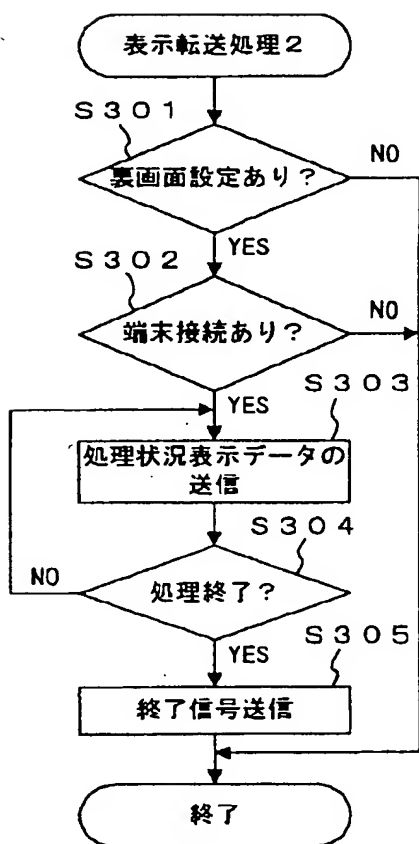 表示転送処理2
S301
裏画面設定あり?
NO
YES
S302
端末接続あり?
NO
YES
S303
処理状況表示データの
送信
S304
処理終了?
NO
YES
S305
終了信号送信
終了